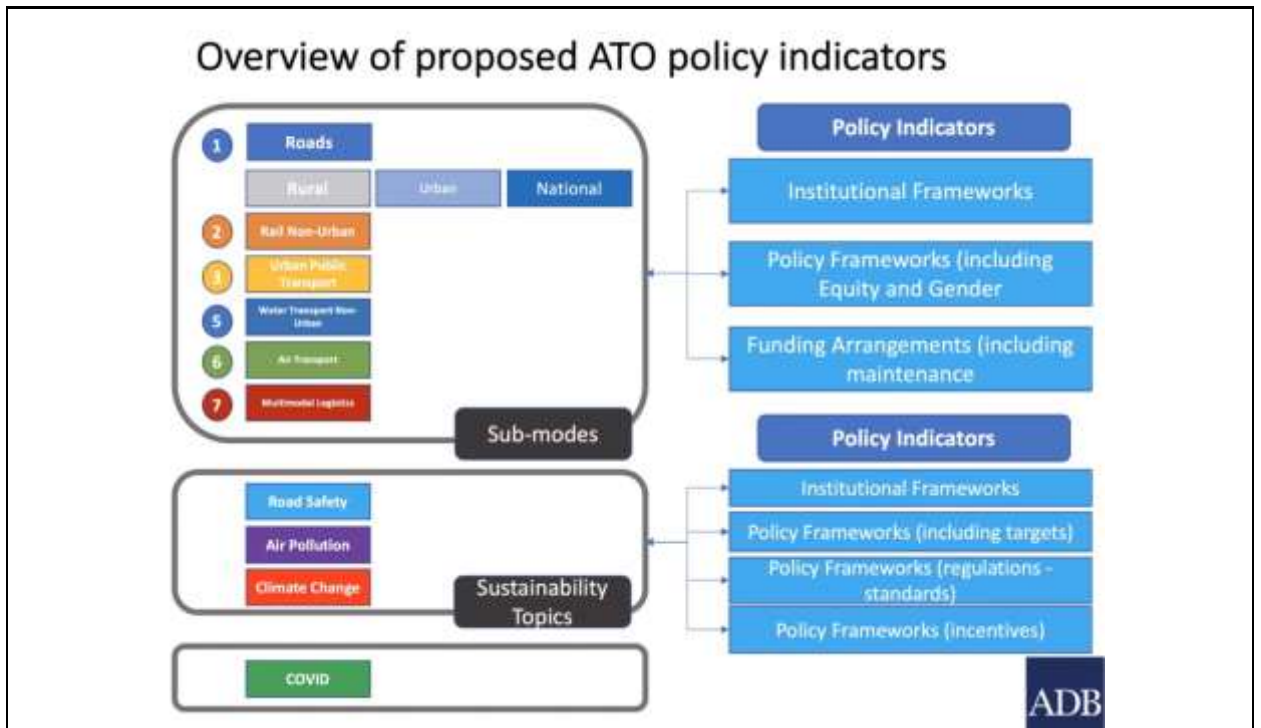 Overview of proposed ATO policy indicators
1
Roads
Rural
Urban
National
2
Rail Non-Urban
3
Urban Public
Transport
5
Water Transport Non-
Urban
6
Air Transport
7
Multimodal Logistics
Sub-modes
Policy Indicators
Institutional Frameworks
Policy Frameworks (including
Equity and Gender
Funding Arrangements (including
maintenance
Road Safety
Air Pollution
Climate Change
Sustainability
Topics
Policy Indicators
Institutional Frameworks
Policy Frameworks (including targets)
Policy Frameworks (regulations -
standards)
Policy Frameworks (incentives)
COVID
ADB